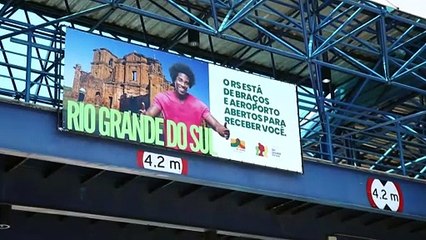 RIO GRANDE DO SUL
O RS ESTÁ
DE BRAÇOS
E AEROPORTO
ABERTOS PARA
RECEBER VOCÊ.
4.2 m
4.2 m